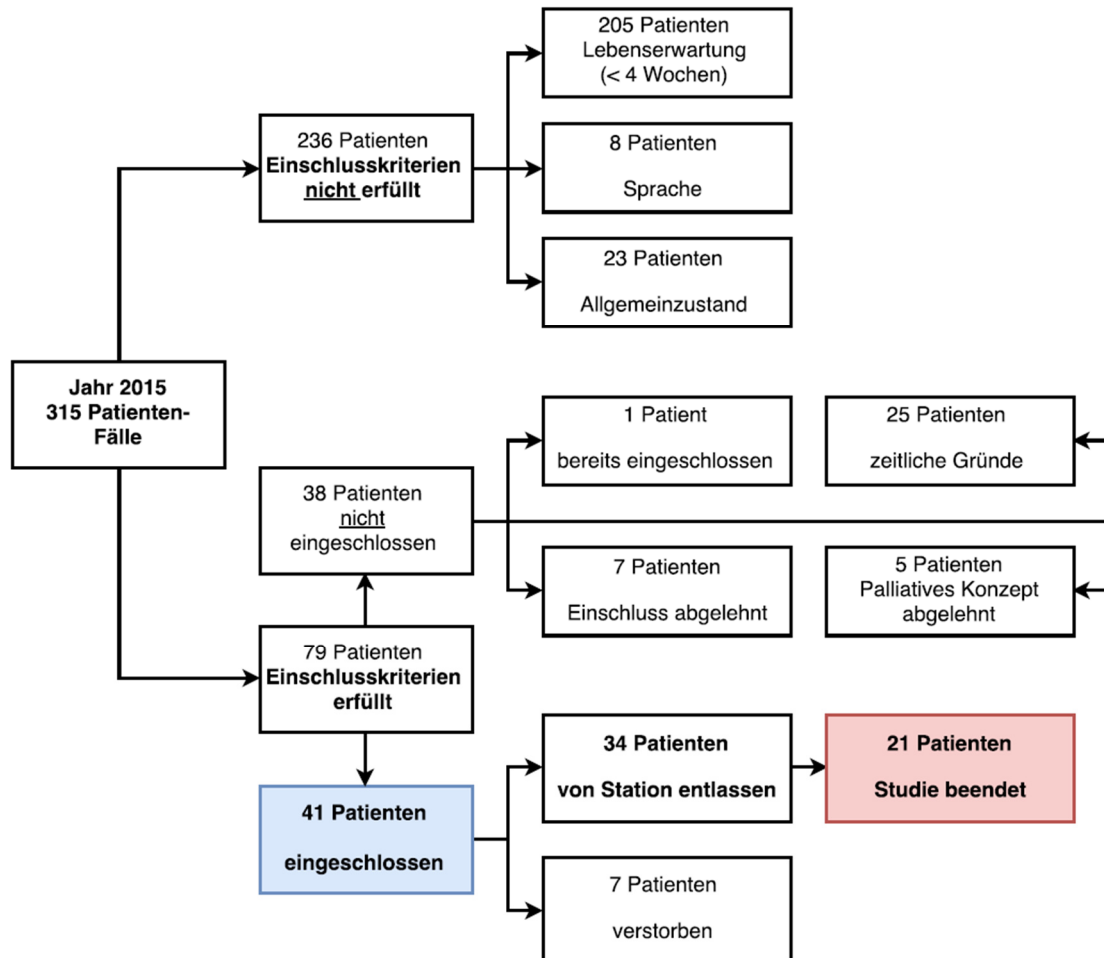 205 Patienten
Lebenserwartung
(< 4 Wochen)
236 Patienten
Einschlusskriterien
nicht erfüllt
8 Patienten
Sprache
23 Patienten
Allgemeinzustand
Jahr 2015
315 Patienten-
Fälle
1 Patient
bereits eingeschlossen
25 Patienten
zeitliche Gründe
38 Patienten
nicht
eingeschlossen
7 Patienten
Einschluss abgelehnt
5 Patienten
Palliatives Konzept
abgelehnt
79 Patienten
Einschlusskriterien
erfüllt
34 Patienten
von Station entlassen
21 Patienten
Studie beendet
41 Patienten
eingeschlossen
7 Patienten
verstorben